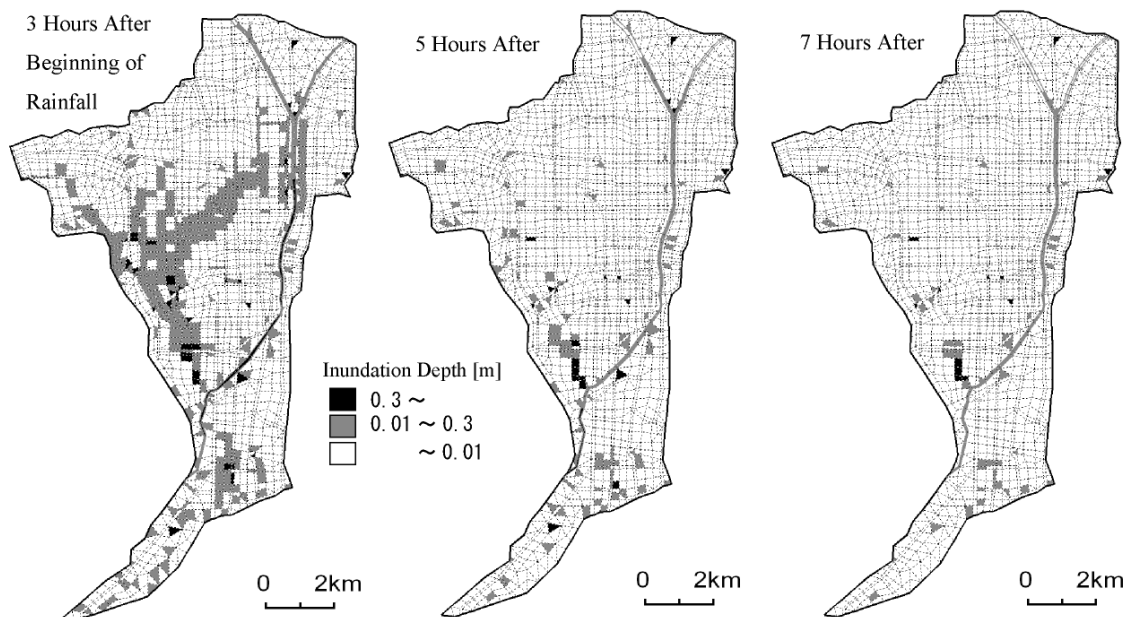 3 Hours After
Beginning of
Rainfall
5 Hours After
7 Hours After
Inundation Depth [m]
0.3～
0.01～0.3
～0.01
0 2km
0 2km
0 2km